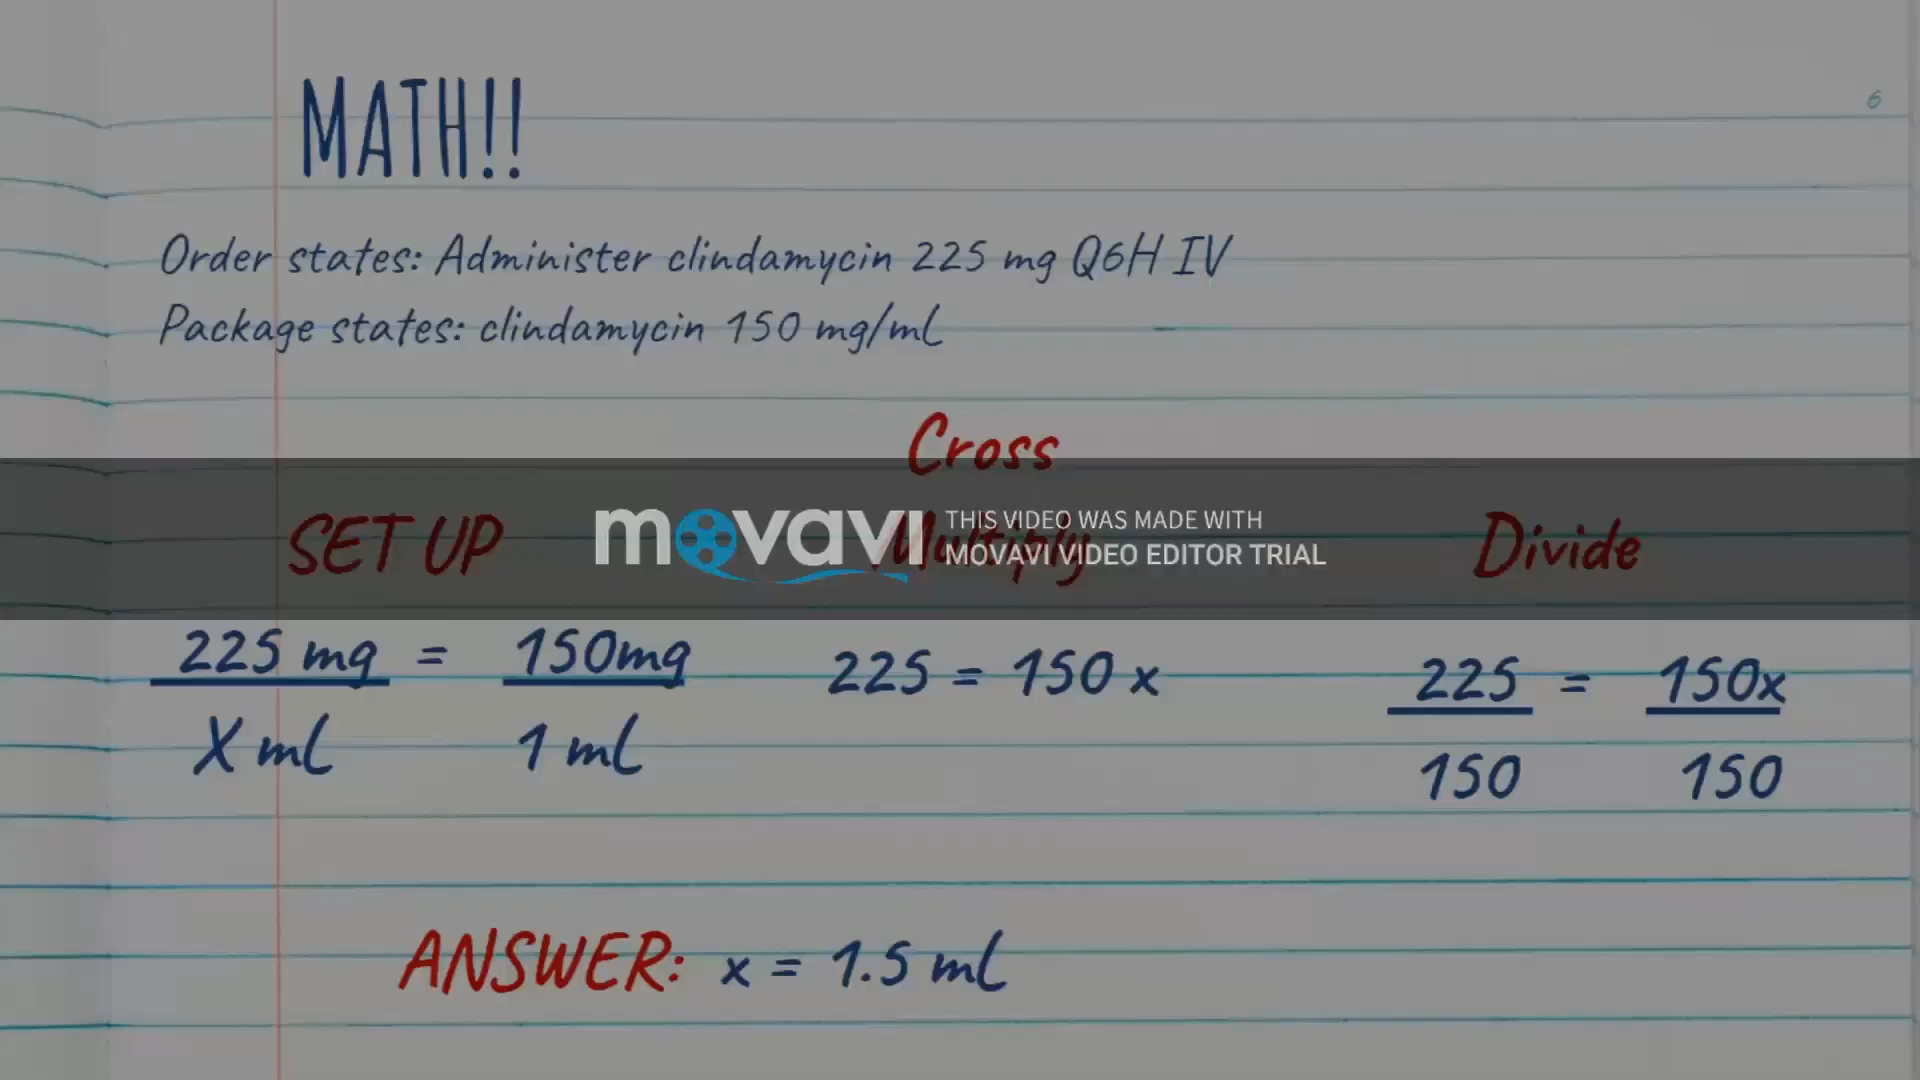 MATH!!
6
Order states: Administer clindamycin 225 mg Q6H IV
Package states: clindamycin 150 mg/mL
SET UP
225 mg = 150mg
X mL 1 mL
Cross
Multiply
225 = 150 x
Divide
225 = 150x
150 150
movavi
THIS VIDEO WAS MADE WITH
MOVAVI VIDEO EDITOR TRIAL
ANSWER: x = 1.5 mL